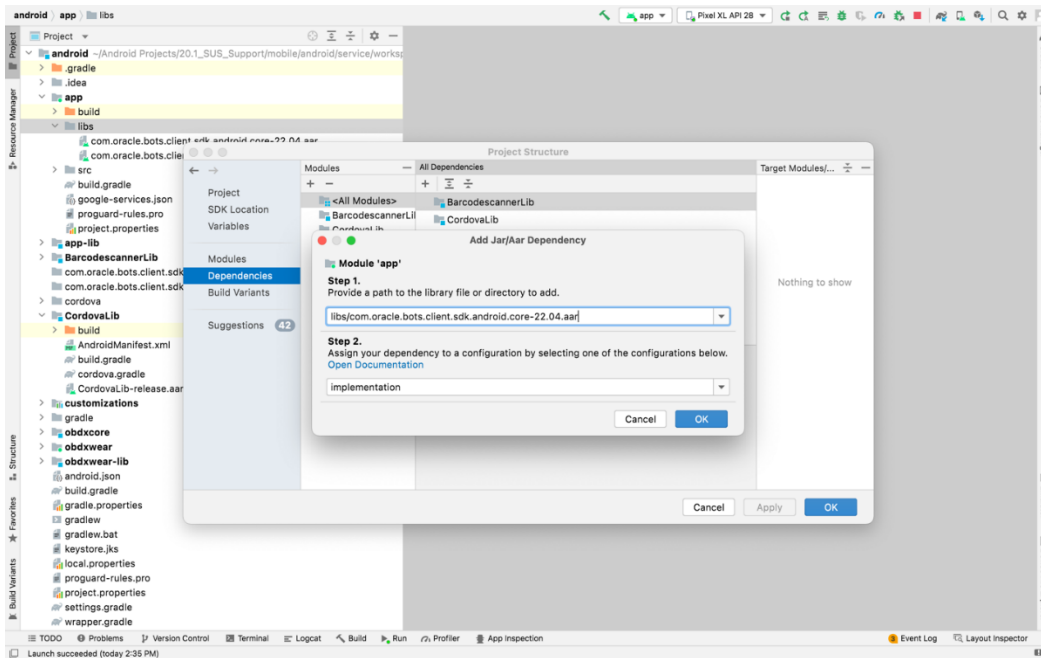 android › app › libs
app
Pixel XL API 28
Project
android ~/Android Projects/20.1_SUS_Support/mobile/android/service/worksp
.gradle
.idea
app
build
libs
com.oracle.bots.client.sdk.android.core-22.04.aar
com.oracle.bots.clie
src
build.gradle
google-services.json
proguard-rules.pro
project.properties
app-lib
BarcodescannerLib
com.oracle.bots.client.sdk
com.oracle.bots.client.sdk
cordova
CordovaLib
build
AndroidManifest.xml
build.gradle
cordova.gradle
CordovaLib-release.aar
customizations
gradle
obdxcore
obdxwear
obdxwear-lib
android.json
build.gradle
gradle.properties
gradlew
gradlew.bat
keystore.jks
local.properties
proguard-rules.pro
project.properties
settings.gradle
wrapper.gradle
Project
Resource Manager
Structure
Favorites
Build Variants
Project Structure
Project
SDK Location
Variables
Modules
Dependencies
Build Variants
Suggestions 42
Modules
<All Modules>
BarcodescannerLi
CordovaLib
All Dependencies
BarcodescannerLib
CordovaLib
Target Modules/...
Nothing to show
Add Jar/Aar Dependency
Module 'app'
Step 1.
Provide a path to the library file or directory to add.
libs/com.oracle.bots.client.sdk.android.core-22.04.aar
Step 2.
Assign your dependency to a configuration by selecting one of the configurations below.
Open Documentation
implementation
Cancel OK
Cancel Apply OK
TODO Problems Version Control Terminal Logcat Build Run Profiler App Inspection 3 Event Log Layout Inspector
Launch succeeded (today 2:35 PM)